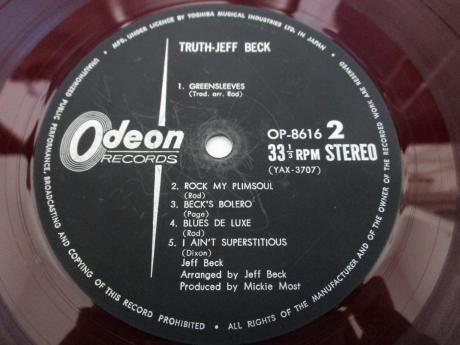 • MFD. UNDER LICENCE BY TOSHIBA MUSICAL INDUSTRIES LTD. IN JAPAN •
TRUTH-JEFF BECK
1. GREENSLEEVES
(Trad. arr. Rod)
Odeon
RECORDS
OP-8616 2
33 1/3 RPM STEREO
(YAX-3707)
2. ROCK MY PLIMSOUL
(Rod)
3. BECK'S BOLERO
(Page)
4. BLUES DE LUXE
(Rod)
5. I AIN'T SUPERSTITIOUS
(Dixon)
Jeff Beck
Arranged by Jeff Beck
Produced by Mickie Most
UNAUTHORIZED PUBLIC PERFORMANCE, BROADCASTING AND COPYING OF THIS RECORD PROHIBITED • ALL RIGHTS OF THE MANUFACTURER AND OF THE OWNER OF THE RECORDED WORK ARE RESERVED